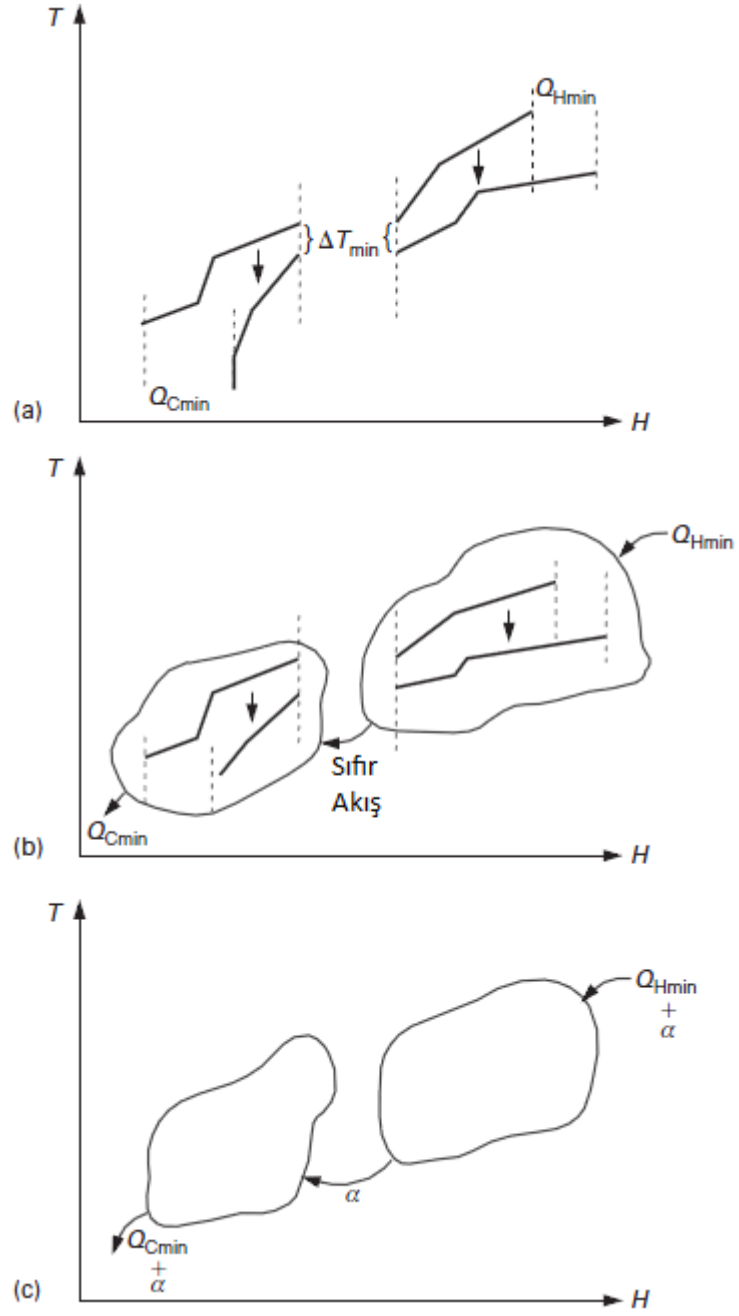 T
Q_Hmin
} ΔT_min {
Q_Cmin
(a)
H
T
Q_Hmin
Sıfır
Akış
Q_Cmin
(b)
H
T
Q_Hmin
+
α
α
Q_Cmin
+
α
(c)
H